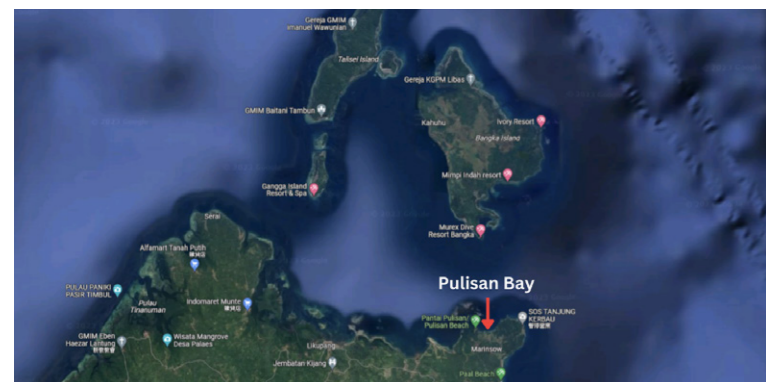 Gereja GMIM
Imanuel Wawunian
Talisei Island
Gereja KGPM Libas
GMIM Baitani Tambun
Kahuhu
Ivory Resort
Bangka Island
Mimpi Indah resort
Gangga Island
Resort & Spa
Murex Dive
Resort Bangka
Serai
Alfamart Tanah Putih
Pulisan Bay
PULAU PANIKI
PASIR TIMBUL
Pulau
Tinanuman
Indomaret Munte
Pantai Pulisan/
Pulisan Beach
SOS TANJUNG
KERBAU
GMIM Eben
Haezar Lantung
Wisata Mangrove
Desa Palaes
Likupang
Marinsow
Jembatan Kijang
Paal Beach